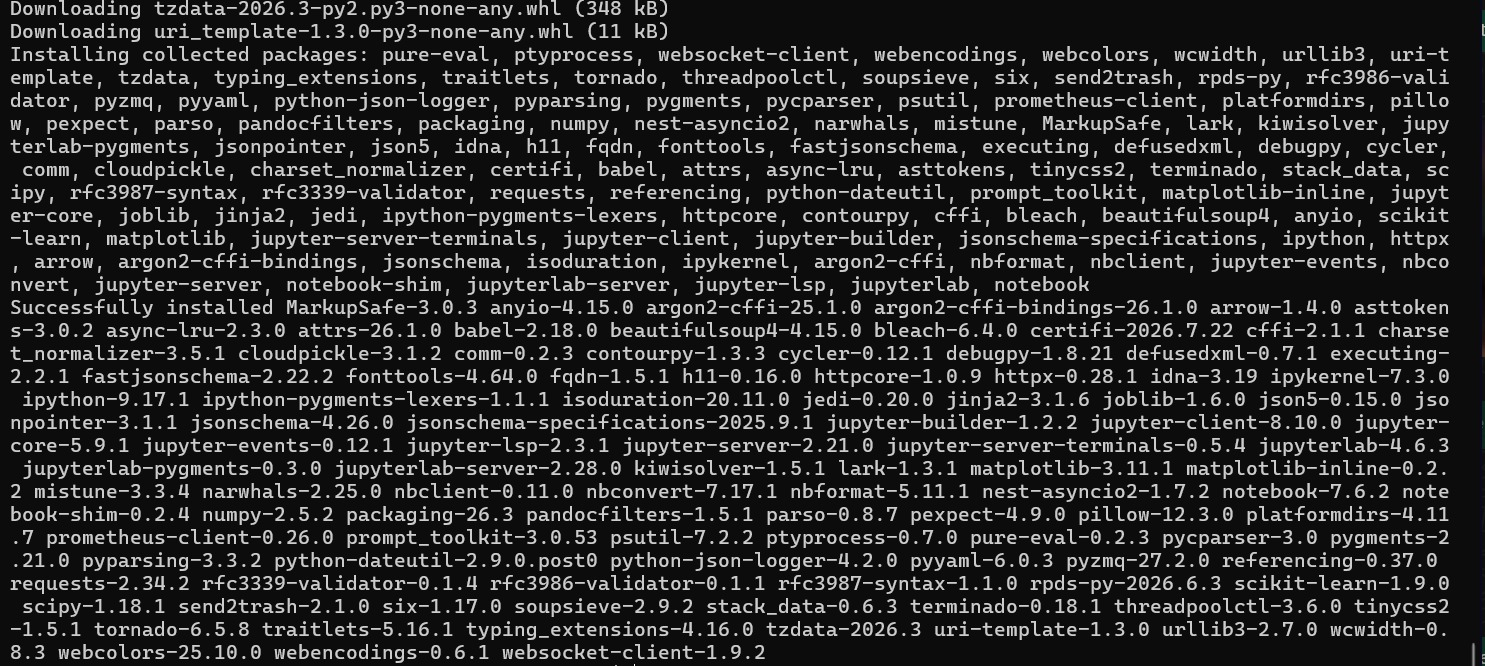 Downloading tzdata-2026.3-py2.py3-none-any.whl (348 kB)
Downloading uri_template-1.3.0-py3-none-any.whl (11 kB)
Installing collected packages: pure-eval, ptyprocess, websocket-client, webencodings, webcolors, wcwidth, urllib3, uri-t
emplate, tzdata, typing_extensions, traitlets, tornado, threadpoolctl, soupsieve, six, send2trash, rpds-py, rfc3986-vali
dator, pyzmq, pyyaml, python-json-logger, pyparsing, pygments, pycparser, psutil, prometheus-client, platformdirs, pillo
w, pexpect, parso, pandocfilters, packaging, numpy, nest-asyncio2, narwhals, mistune, MarkupSafe, lark, kiwisolver, jupy
terlab-pygments, jsonpointer, json5, idna, h11, fqdn, fonttools, fastjsonschema, executing, defusedxml, debugpy, cycler,
 comm, cloudpickle, charset_normalizer, certifi, babel, attrs, async-lru, asttokens, tinycss2, terminado, stack_data, sc
ipy, rfc3987-syntax, rfc3339-validator, requests, referencing, python-dateutil, prompt_toolkit, matplotlib-inline, jupyt
er-core, joblib, jinja2, jedi, ipython-pygments-lexers, httpcore, contourpy, cffi, bleach, beautifulsoup4, anyio, scikit
-learn, matplotlib, jupyter-server-terminals, jupyter-client, jupyter-builder, jsonschema-specifications, ipython, httpx
, arrow, argon2-cffi-bindings, jsonschema, isoduration, ipykernel, argon2-cffi, nbformat, nbclient, jupyter-events, nbco
nvert, jupyter-server, notebook-shim, jupyterlab-server, jupyter-lsp, jupyterlab, notebook
Successfully installed MarkupSafe-3.0.3 anyio-4.15.0 argon2-cffi-25.1.0 argon2-cffi-bindings-26.1.0 arrow-1.4.0 asttoken
s-3.0.2 async-lru-2.3.0 attrs-26.1.0 babel-2.18.0 beautifulsoup4-4.15.0 bleach-6.4.0 certifi-2026.7.22 cffi-2.1.1 charse
t_normalizer-3.5.1 cloudpickle-3.1.2 comm-0.2.3 contourpy-1.3.3 cycler-0.12.1 debugpy-1.8.21 defusedxml-0.7.1 executing-
2.2.1 fastjsonschema-2.22.2 fonttools-4.64.0 fqdn-1.5.1 h11-0.16.0 httpcore-1.0.9 httpx-0.28.1 idna-3.19 ipykernel-7.3.0
 ipython-9.17.1 ipython-pygments-lexers-1.1.1 isoduration-20.11.0 jedi-0.20.0 jinja2-3.1.6 joblib-1.6.0 json5-0.15.0 jso
npointer-3.1.1 jsonschema-4.26.0 jsonschema-specifications-2025.9.1 jupyter-builder-1.2.2 jupyter-client-8.10.0 jupyter-
core-5.9.1 jupyter-events-0.12.1 jupyter-lsp-2.3.1 jupyter-server-2.21.0 jupyter-server-terminals-0.5.4 jupyterlab-4.6.3
 jupyterlab-pygments-0.3.0 jupyterlab-server-2.28.0 kiwisolver-1.5.1 lark-1.3.1 matplotlib-3.11.1 matplotlib-inline-0.2.
2 mistune-3.3.4 narwhals-2.25.0 nbclient-0.11.0 nbconvert-7.17.1 nbformat-5.11.1 nest-asyncio2-1.7.2 notebook-7.6.2 note
book-shim-0.2.4 numpy-2.5.2 packaging-26.3 pandocfilters-1.5.1 parso-0.8.7 pexpect-4.9.0 pillow-12.3.0 platformdirs-4.11
.7 prometheus-client-0.26.0 prompt_toolkit-3.0.53 psutil-7.2.2 ptyprocess-0.7.0 pure-eval-0.2.3 pycparser-3.0 pygments-2
.21.0 pyparsing-3.3.2 python-dateutil-2.9.0.post0 python-json-logger-4.2.0 pyyaml-6.0.3 pyzmq-27.2.0 referencing-0.37.0
requests-2.34.2 rfc3339-validator-0.1.4 rfc3986-validator-0.1.1 rfc3987-syntax-1.1.0 rpds-py-2026.6.3 scikit-learn-1.9.0
 scipy-1.18.1 send2trash-2.1.0 six-1.17.0 soupsieve-2.9.2 stack_data-0.6.3 terminado-0.18.1 threadpoolctl-3.6.0 tinycss2
-1.5.1 tornado-6.5.8 traitlets-5.16.1 typing_extensions-4.16.0 tzdata-2026.3 uri-template-1.3.0 urllib3-2.7.0 wcwidth-0.
8.3 webcolors-25.10.0 webencodings-0.6.1 websocket-client-1.9.2